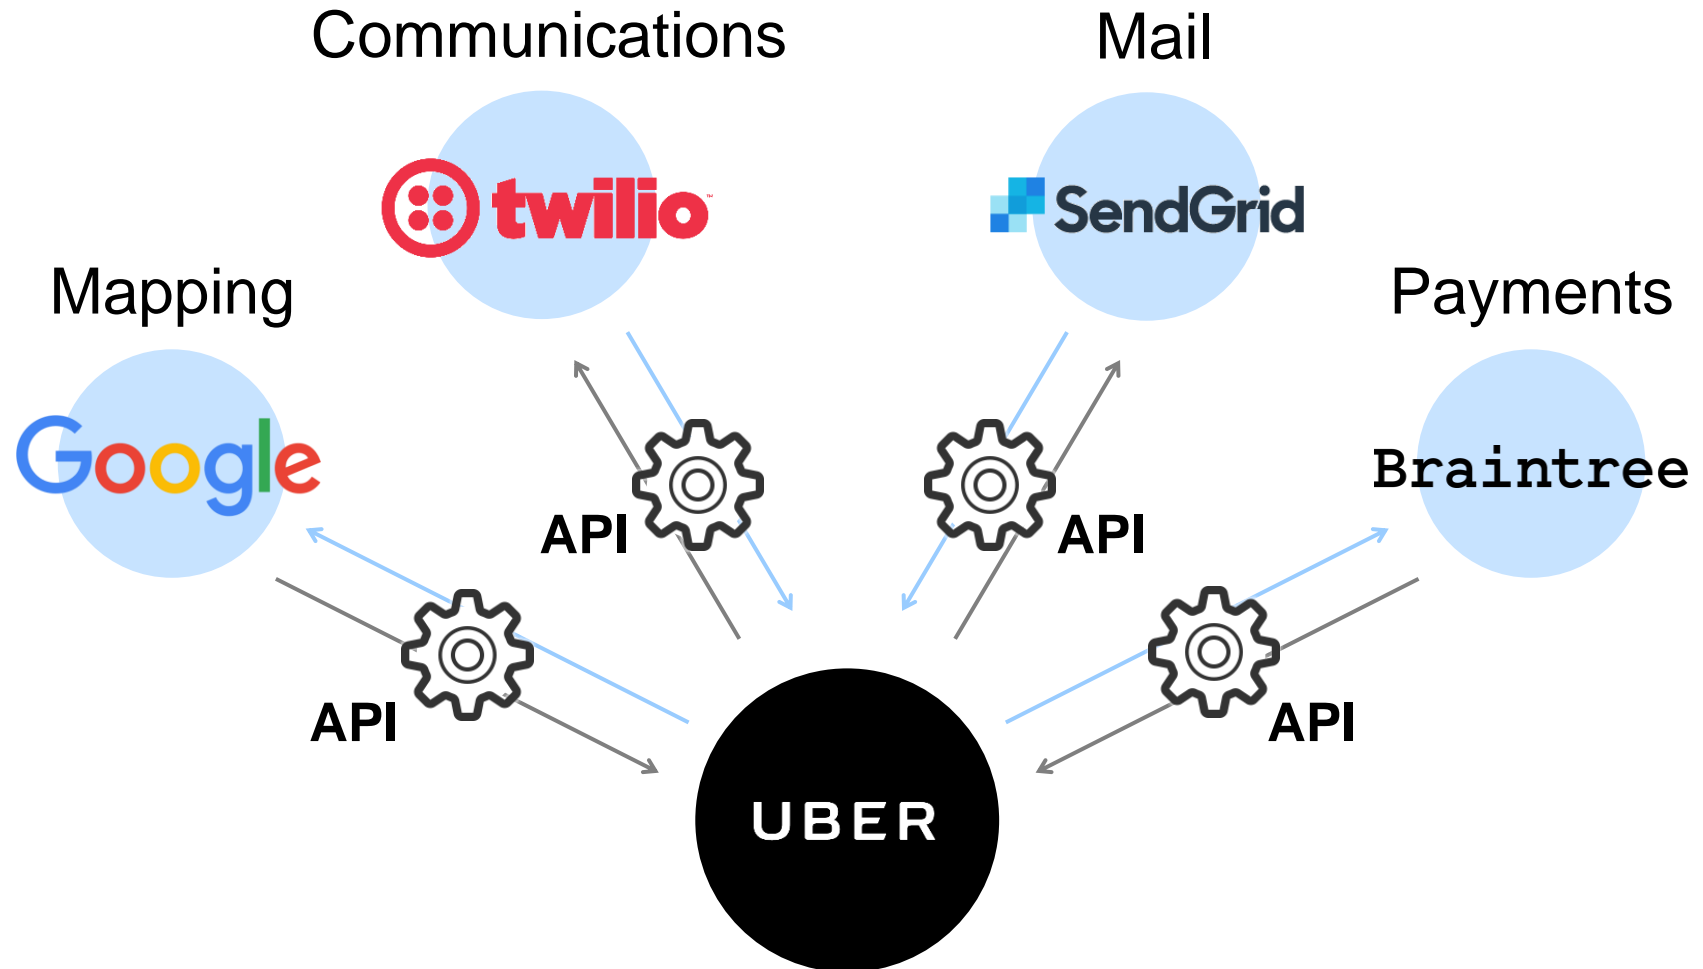 Communications
Mail
twilio
SendGrid
Mapping
Payments
Google
Braintree
API
API
API
API
UBER